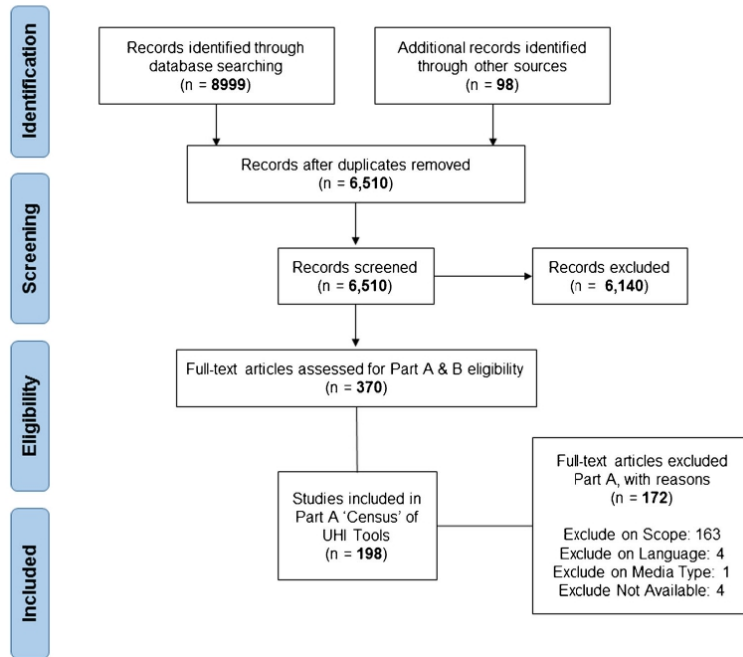 Identification
Records identified through
database searching
(n = 8999)
Additional records identified
through other sources
(n = 98)
Records after duplicates removed
(n = 6,510)
Screening
Records screened
(n = 6,510)
Records excluded
(n = 6,140)
Eligibility
Full-text articles assessed for Part A & B eligibility
(n = 370)
Included
Studies included in
Part A ‘Census’ of
UHI Tools
(n = 198)
Full-text articles excluded
Part A, with reasons
(n = 172)
Exclude on Scope: 163
Exclude on Language: 4
Exclude on Media Type: 1
Exclude Not Available: 4